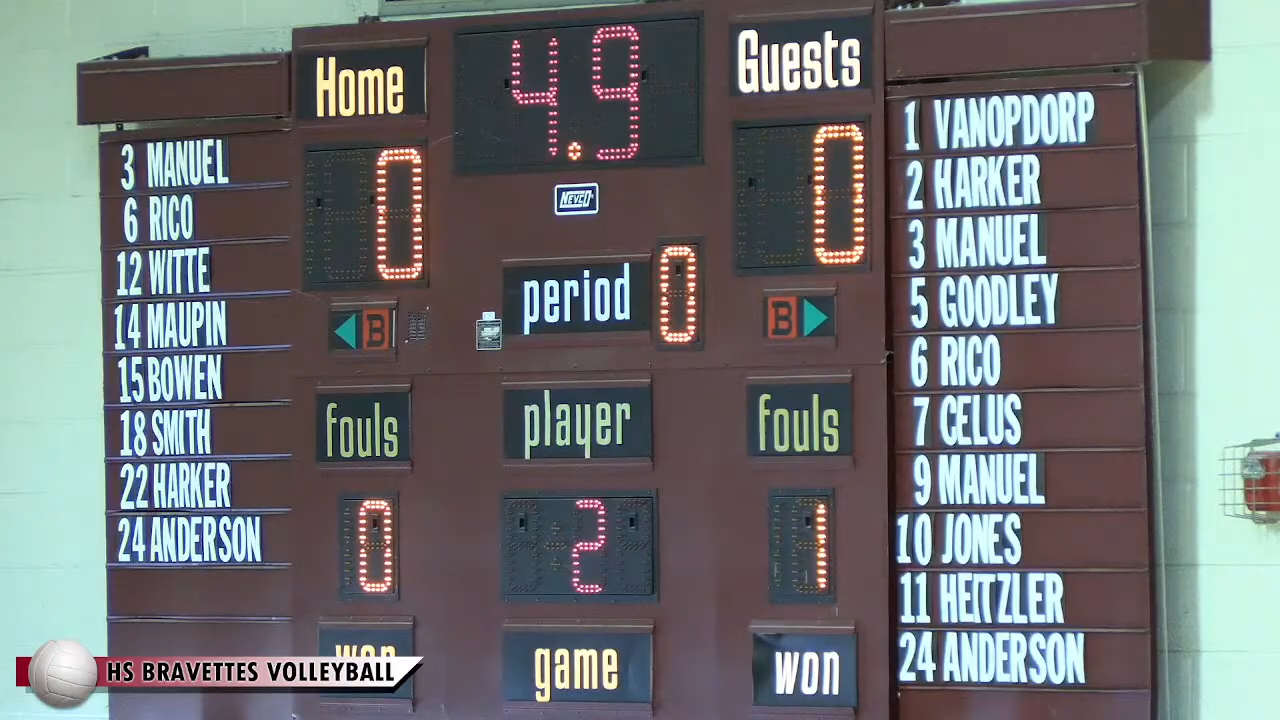 Home
4.9
Guests
0
0
NEVCO
period 0
B
B
fouls
player
fouls
0
2
1
won
game
won
3 MANUEL
6 RICO
12 WITTE
14 MAUPIN
15 BOWEN
18 SMITH
22 HARKER
24 ANDERSON
1 VANOPDORP
2 HARKER
3 MANUEL
5 GOODLEY
6 RICO
7 CELUS
9 MANUEL
10 JONES
11 HEITZLER
24 ANDERSON
HS BRAVETTES VOLLEYBALL